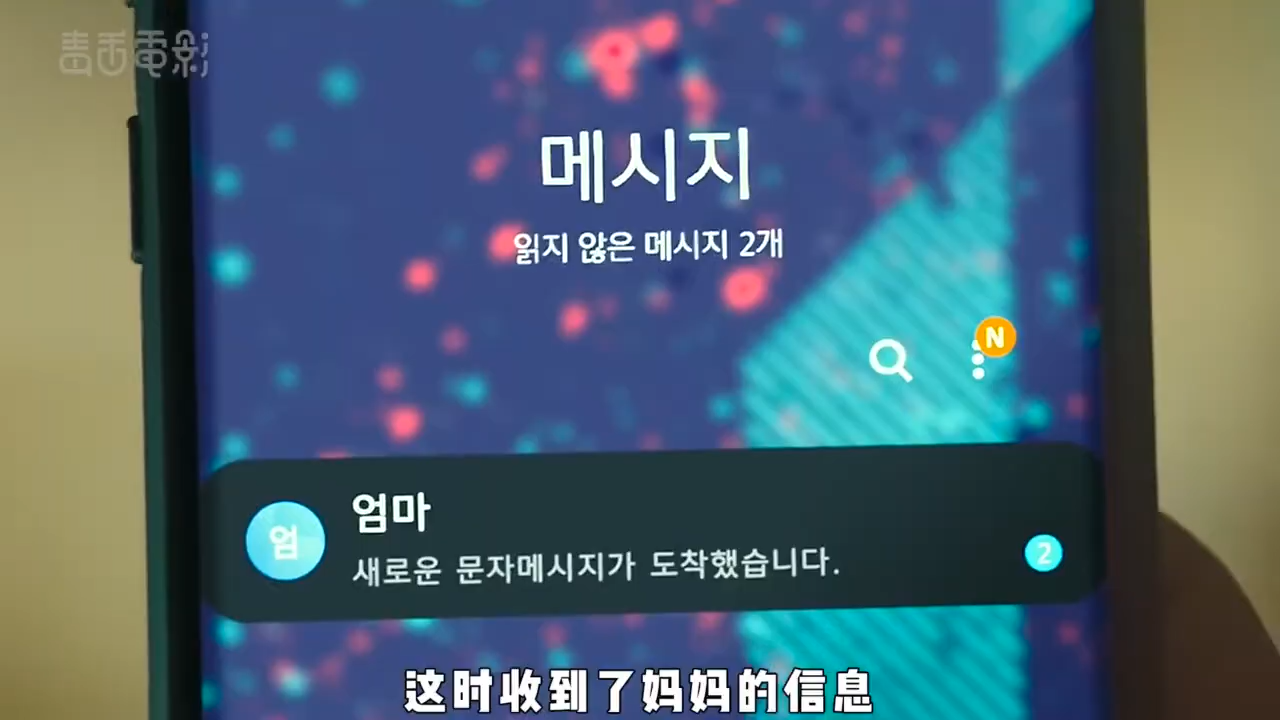 毒舌電影
메시지
읽지 않은 메시지 2개
N
엄마
엄
새로운 문자메시지가 도착했습니다.
2
这时收到了妈妈的信息